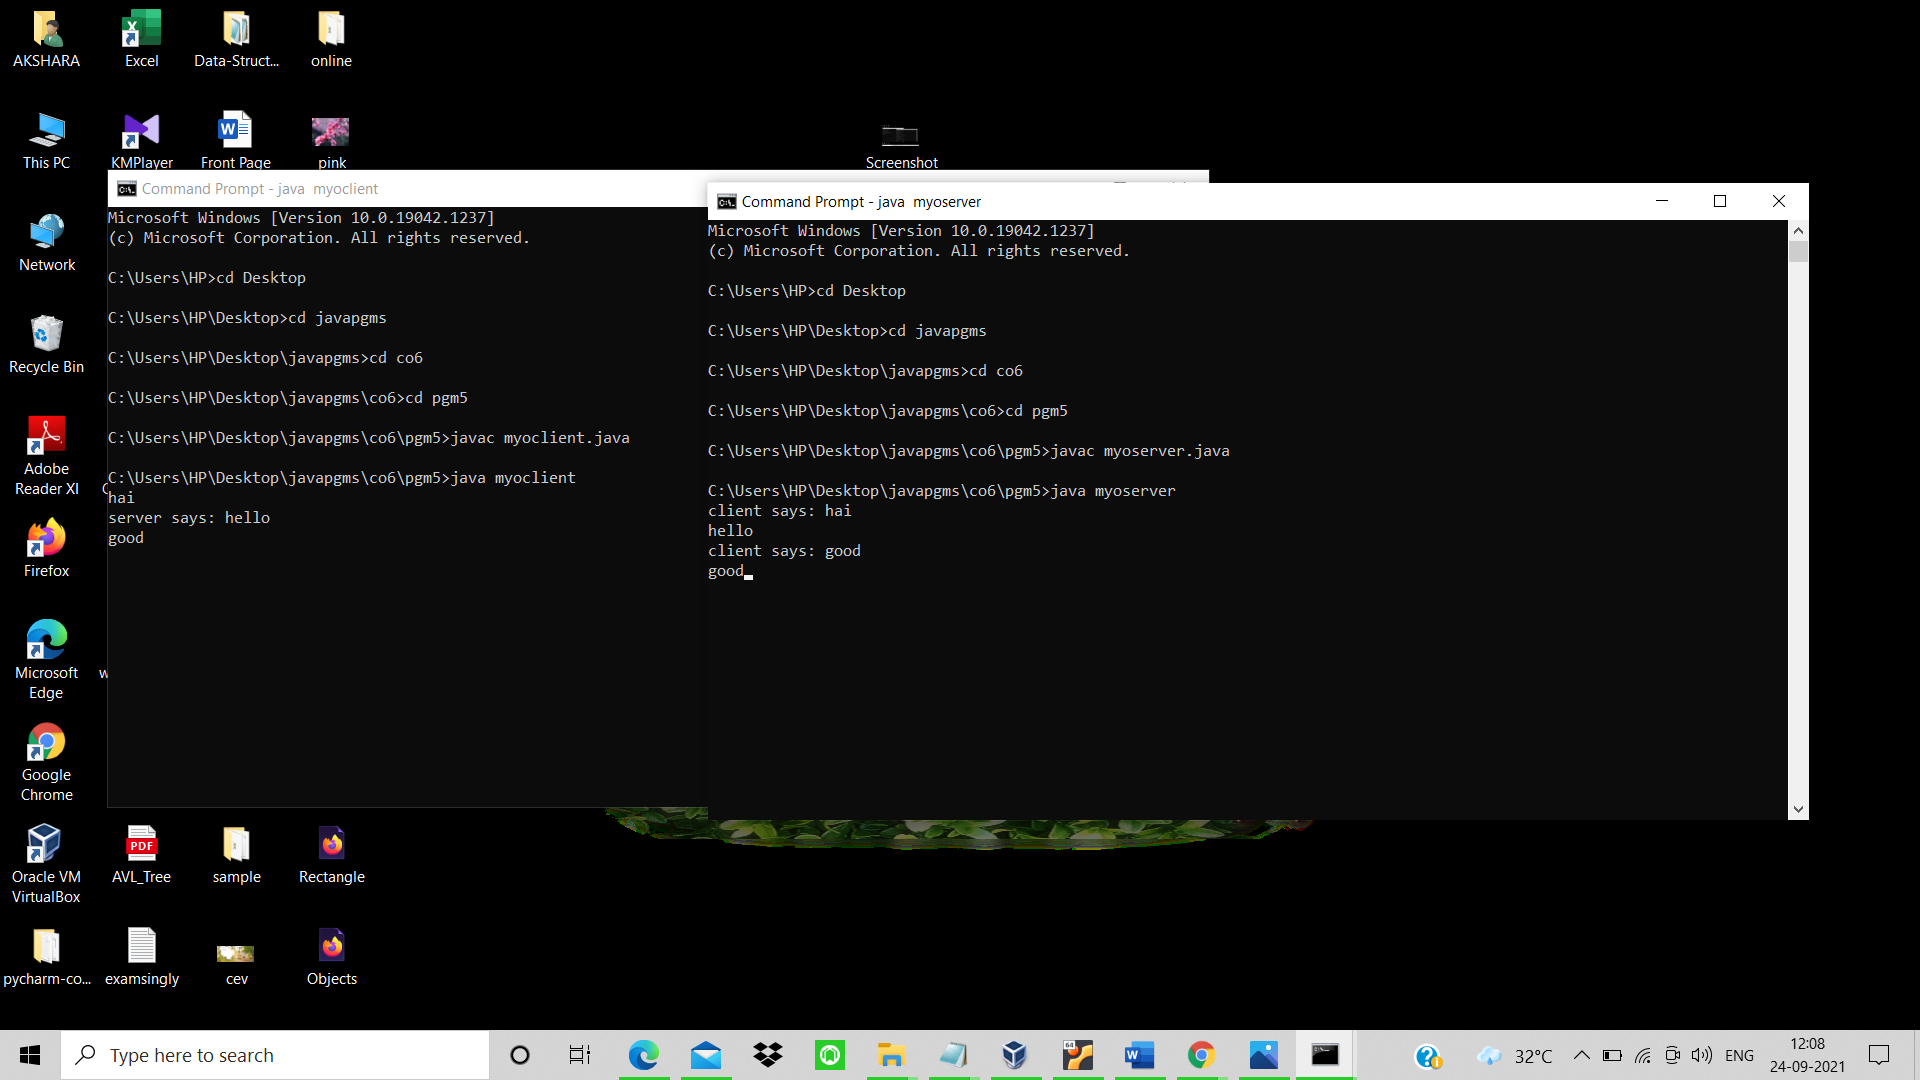 AKSHARA
Excel
Data-Struct...
online
This PC
KMPlayer
Front Page
pink
Screenshot
Network
Recycle Bin
Adobe
Reader XI
Firefox
Microsoft
Edge
Google
Chrome
Oracle VM
VirtualBox
PDF
AVL_Tree
sample
Rectangle
pycharm-co...
examsingly
cev
Objects
Command Prompt - java  myoclient
Microsoft Windows [Version 10.0.19042.1237]
(c) Microsoft Corporation. All rights reserved.
C:\Users\HP>cd Desktop
C:\Users\HP\Desktop>cd javapgms
C:\Users\HP\Desktop\javapgms>cd co6
C:\Users\HP\Desktop\javapgms\co6>cd pgm5
C:\Users\HP\Desktop\javapgms\co6\pgm5>javac myoclient.java
C:\Users\HP\Desktop\javapgms\co6\pgm5>java myoclient
hai
server says: hello
good
Command Prompt - java  myoserver
Microsoft Windows [Version 10.0.19042.1237]
(c) Microsoft Corporation. All rights reserved.
C:\Users\HP>cd Desktop
C:\Users\HP\Desktop>cd javapgms
C:\Users\HP\Desktop\javapgms>cd co6
C:\Users\HP\Desktop\javapgms\co6>cd pgm5
C:\Users\HP\Desktop\javapgms\co6\pgm5>javac myoserver.java
C:\Users\HP\Desktop\javapgms\co6\pgm5>java myoserver
client says: hai
hello
client says: good
good
Type here to search
64
32°C
ENG
12:08
24-09-2021